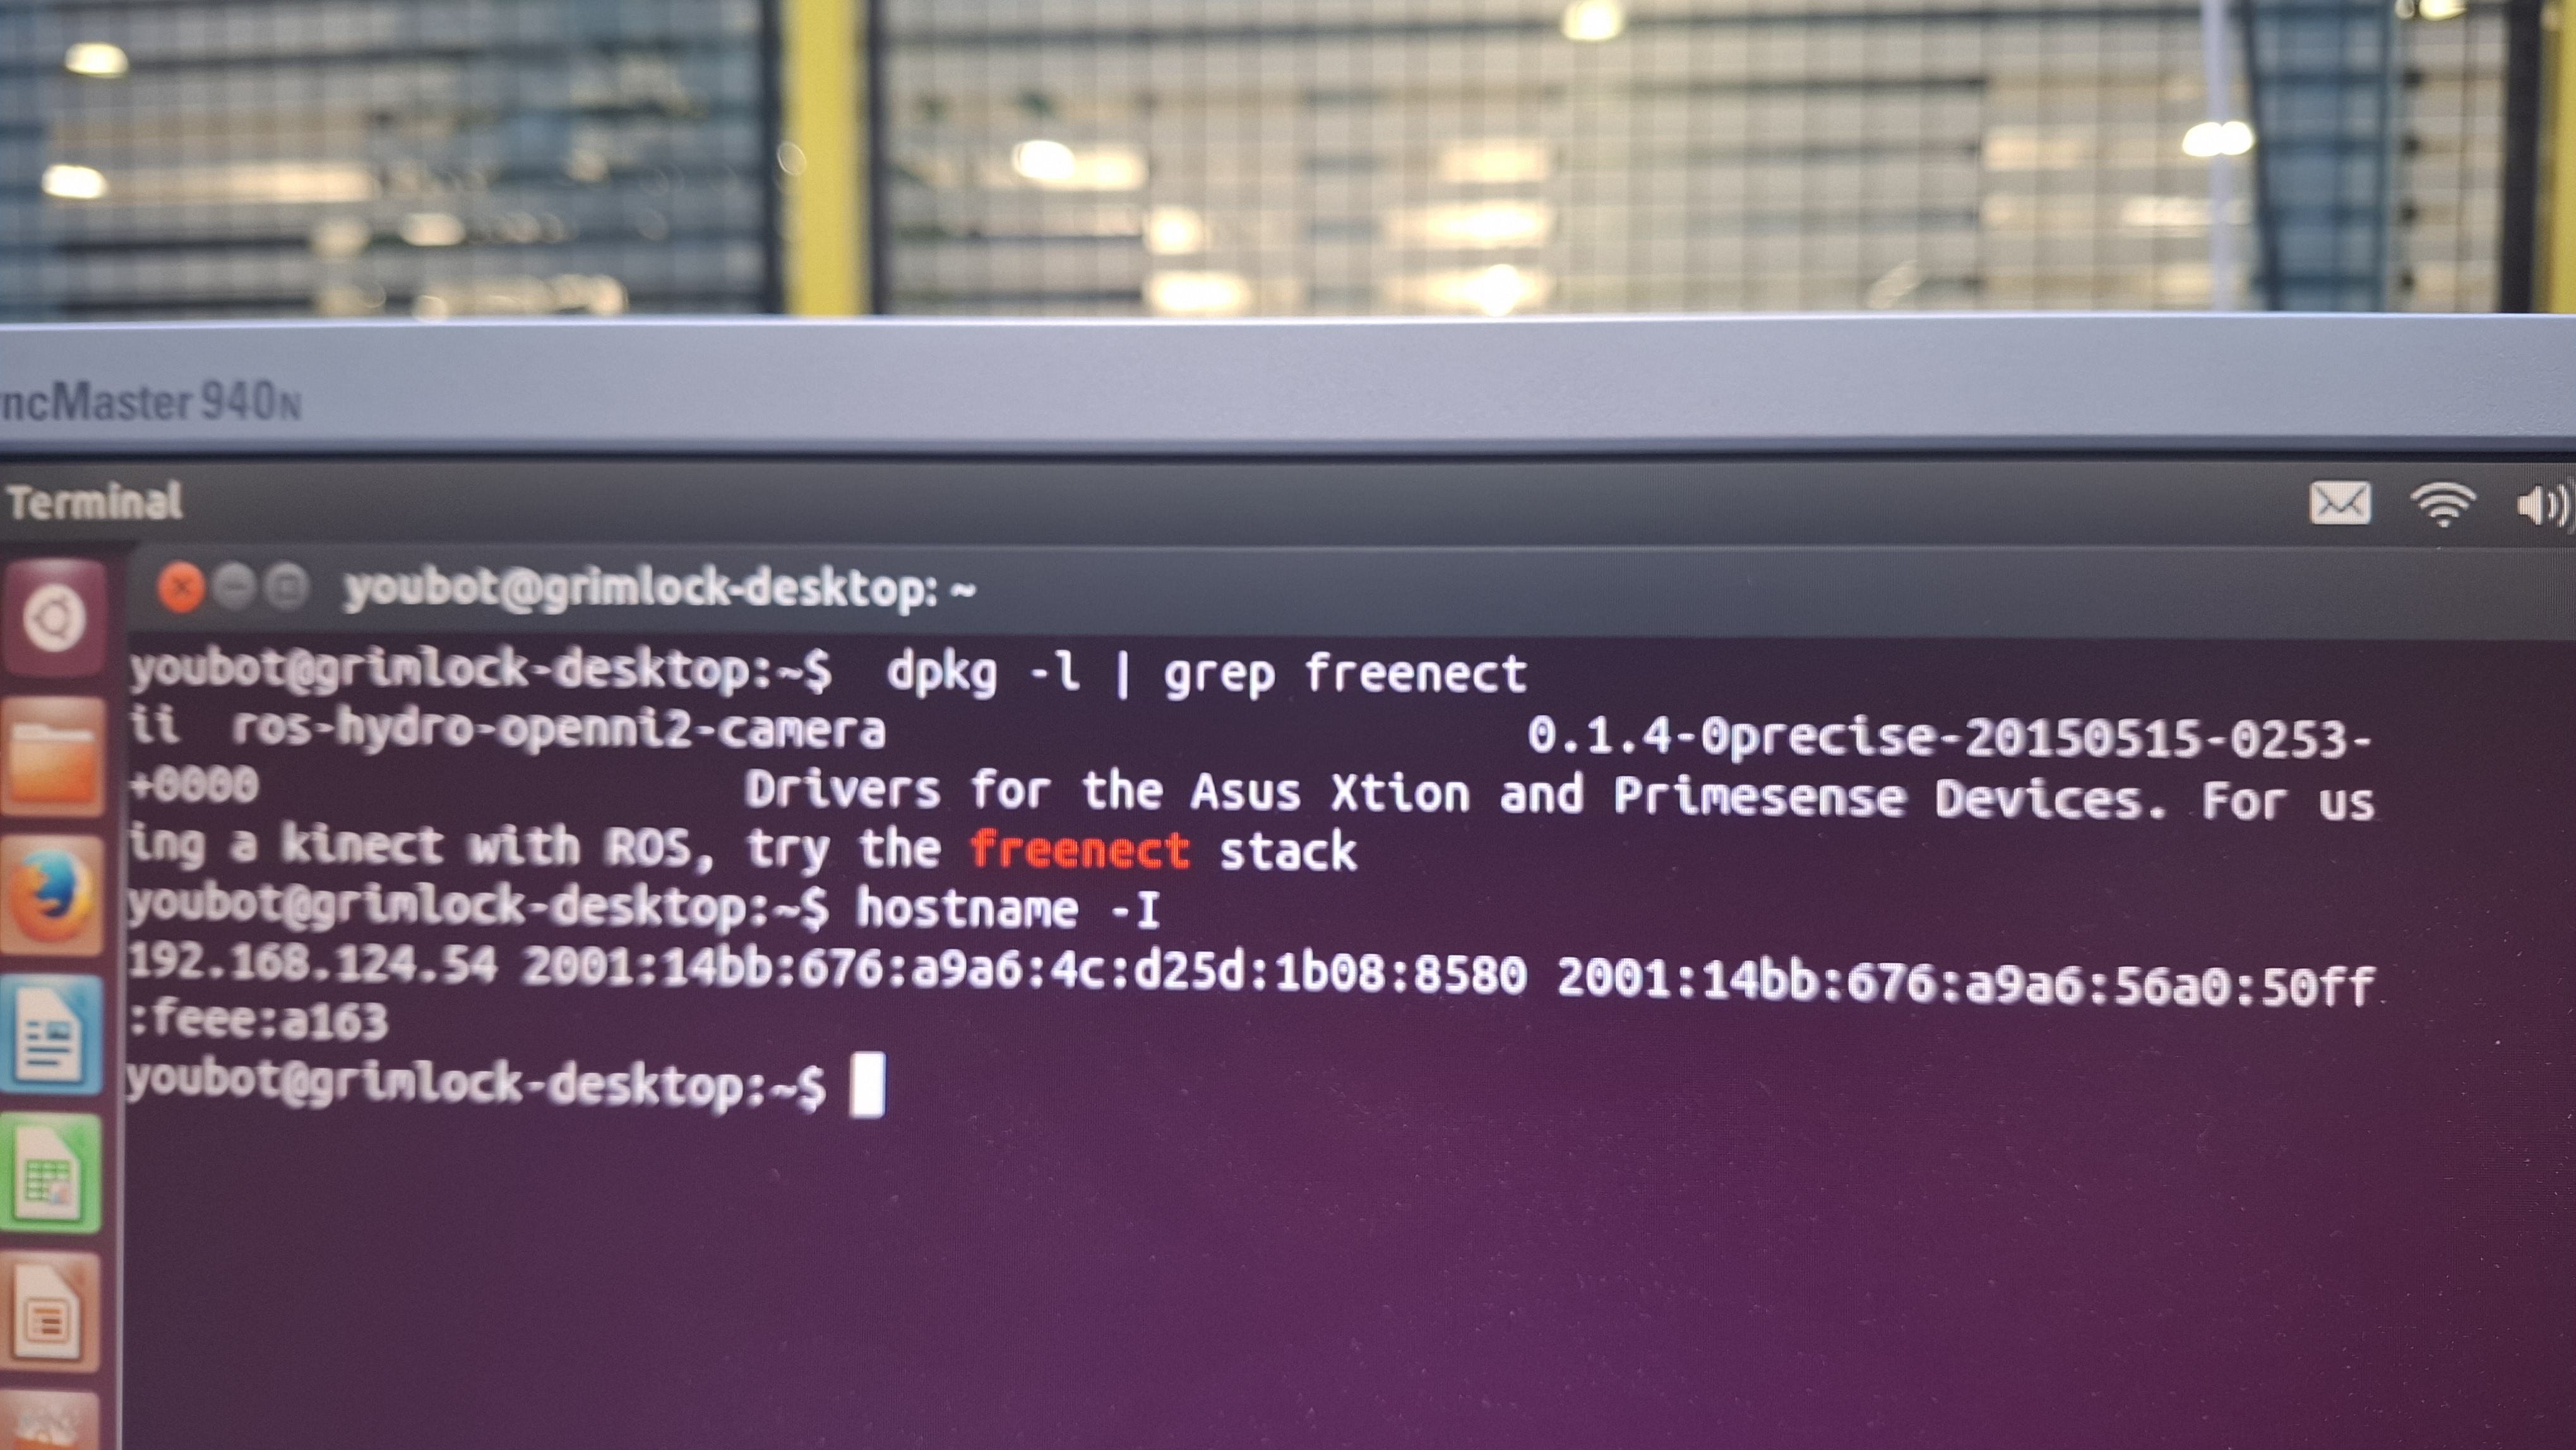 ncMaster 940N
Terminal
youbot@grimlock-desktop: ~
youbot@grimlock-desktop:~$  dpkg -l | grep freenect
ii  ros-hydro-openni2-camera                      0.1.4-0precise-20150515-0253-
+0000                 Drivers for the Asus Xtion and Primesense Devices. For us
ing a kinect with ROS, try the freenect stack
youbot@grimlock-desktop:~$ hostname -I
192.168.124.54 2001:14bb:676:a9a6:4c:d25d:1b08:8580 2001:14bb:676:a9a6:56a0:50ff
:feee:a163
youbot@grimlock-desktop:~$